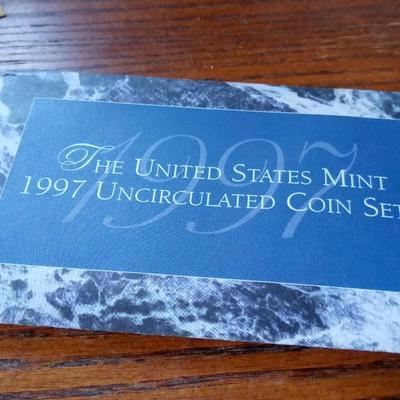 1997
The United States Mint
1997 Uncirculated Coin Set